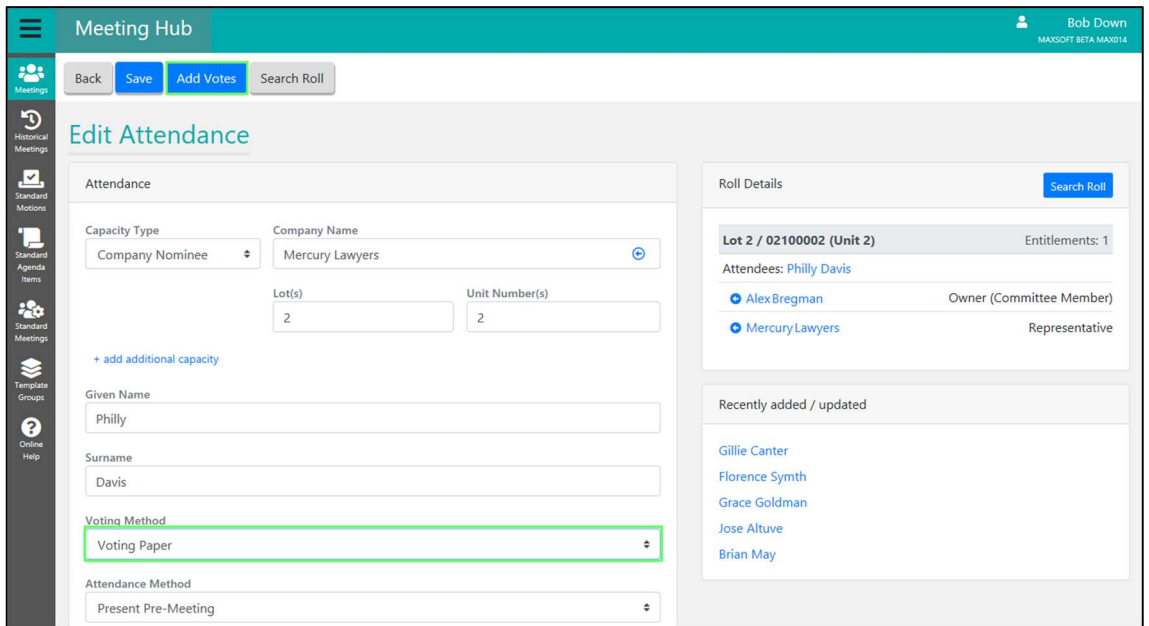 Meeting Hub
Bob Down
MAXSOFT BETA MAX014
Meetings
Historical
Meetings
Standard
Motions
Standard
Agenda
Items
Standard
Meetings
Template
Groups
Online
Help
Back Save Add Votes Search Roll
Edit Attendance
Attendance
Capacity Type Company Name
Company Nominee Mercury Lawyers
Lot(s) Unit Number(s)
2 2
+ add additional capacity
Given Name
Philly
Surname
Davis
Voting Method
Voting Paper
Attendance Method
Present Pre-Meeting
Roll Details Search Roll
Lot 2 / 02100002 (Unit 2) Entitlements: 1
Attendees: Philly Davis
Alex Bregman Owner (Committee Member)
Mercury Lawyers Representative
Recently added / updated
Gillie Canter
Florence Symth
Grace Goldman
Jose Altuve
Brian May